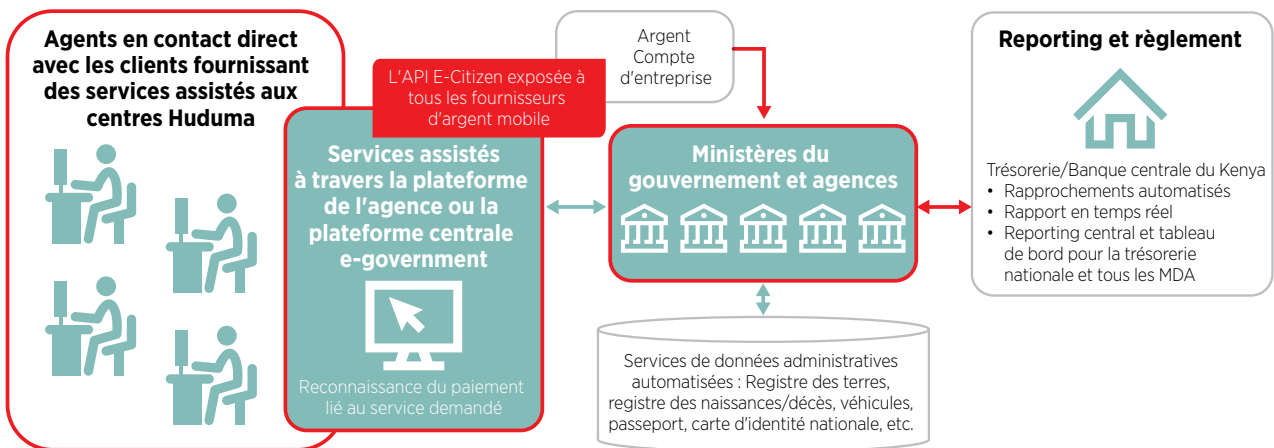 Agents en contact direct
avec les clients fournissant
des services assistés aux
centres Huduma
L'API E-Citizen exposée à
tous les fournisseurs
d'argent mobile
Argent
Compte
d'entreprise
Services assistés
à travers la plateforme
de l'agence ou la
plateforme centrale
e-government
Reconnaissance du paiement
lié au service demandé
Ministères du
gouvernement et agences
Services de données administratives
automatisées : Registre des terres,
registre des naissances/décès, véhicules,
passeport, carte d'identité nationale, etc.
Reporting et règlement
Trésorerie/Banque centrale du Kenya
• Rapprochements automatisés
• Rapport en temps réel
• Reporting central et tableau
de bord pour la trésorerie
nationale et tous les MDA